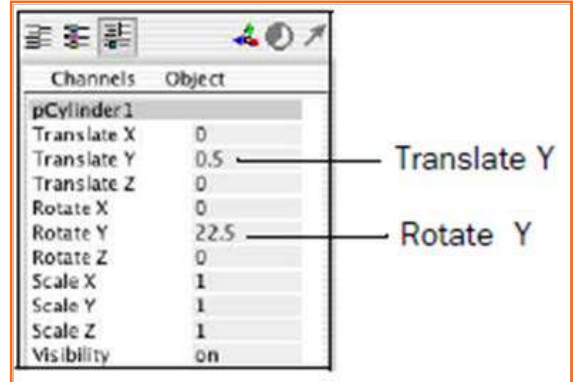 Channels Object
pCylinder1
Translate X 0
Translate Y 0.5 Translate Y
Translate Z 0
Rotate X 0
Rotate Y 22.5 Rotate Y
Rotate Z 0
Scale X 1
Scale Y 1
Scale Z 1
Visibility on